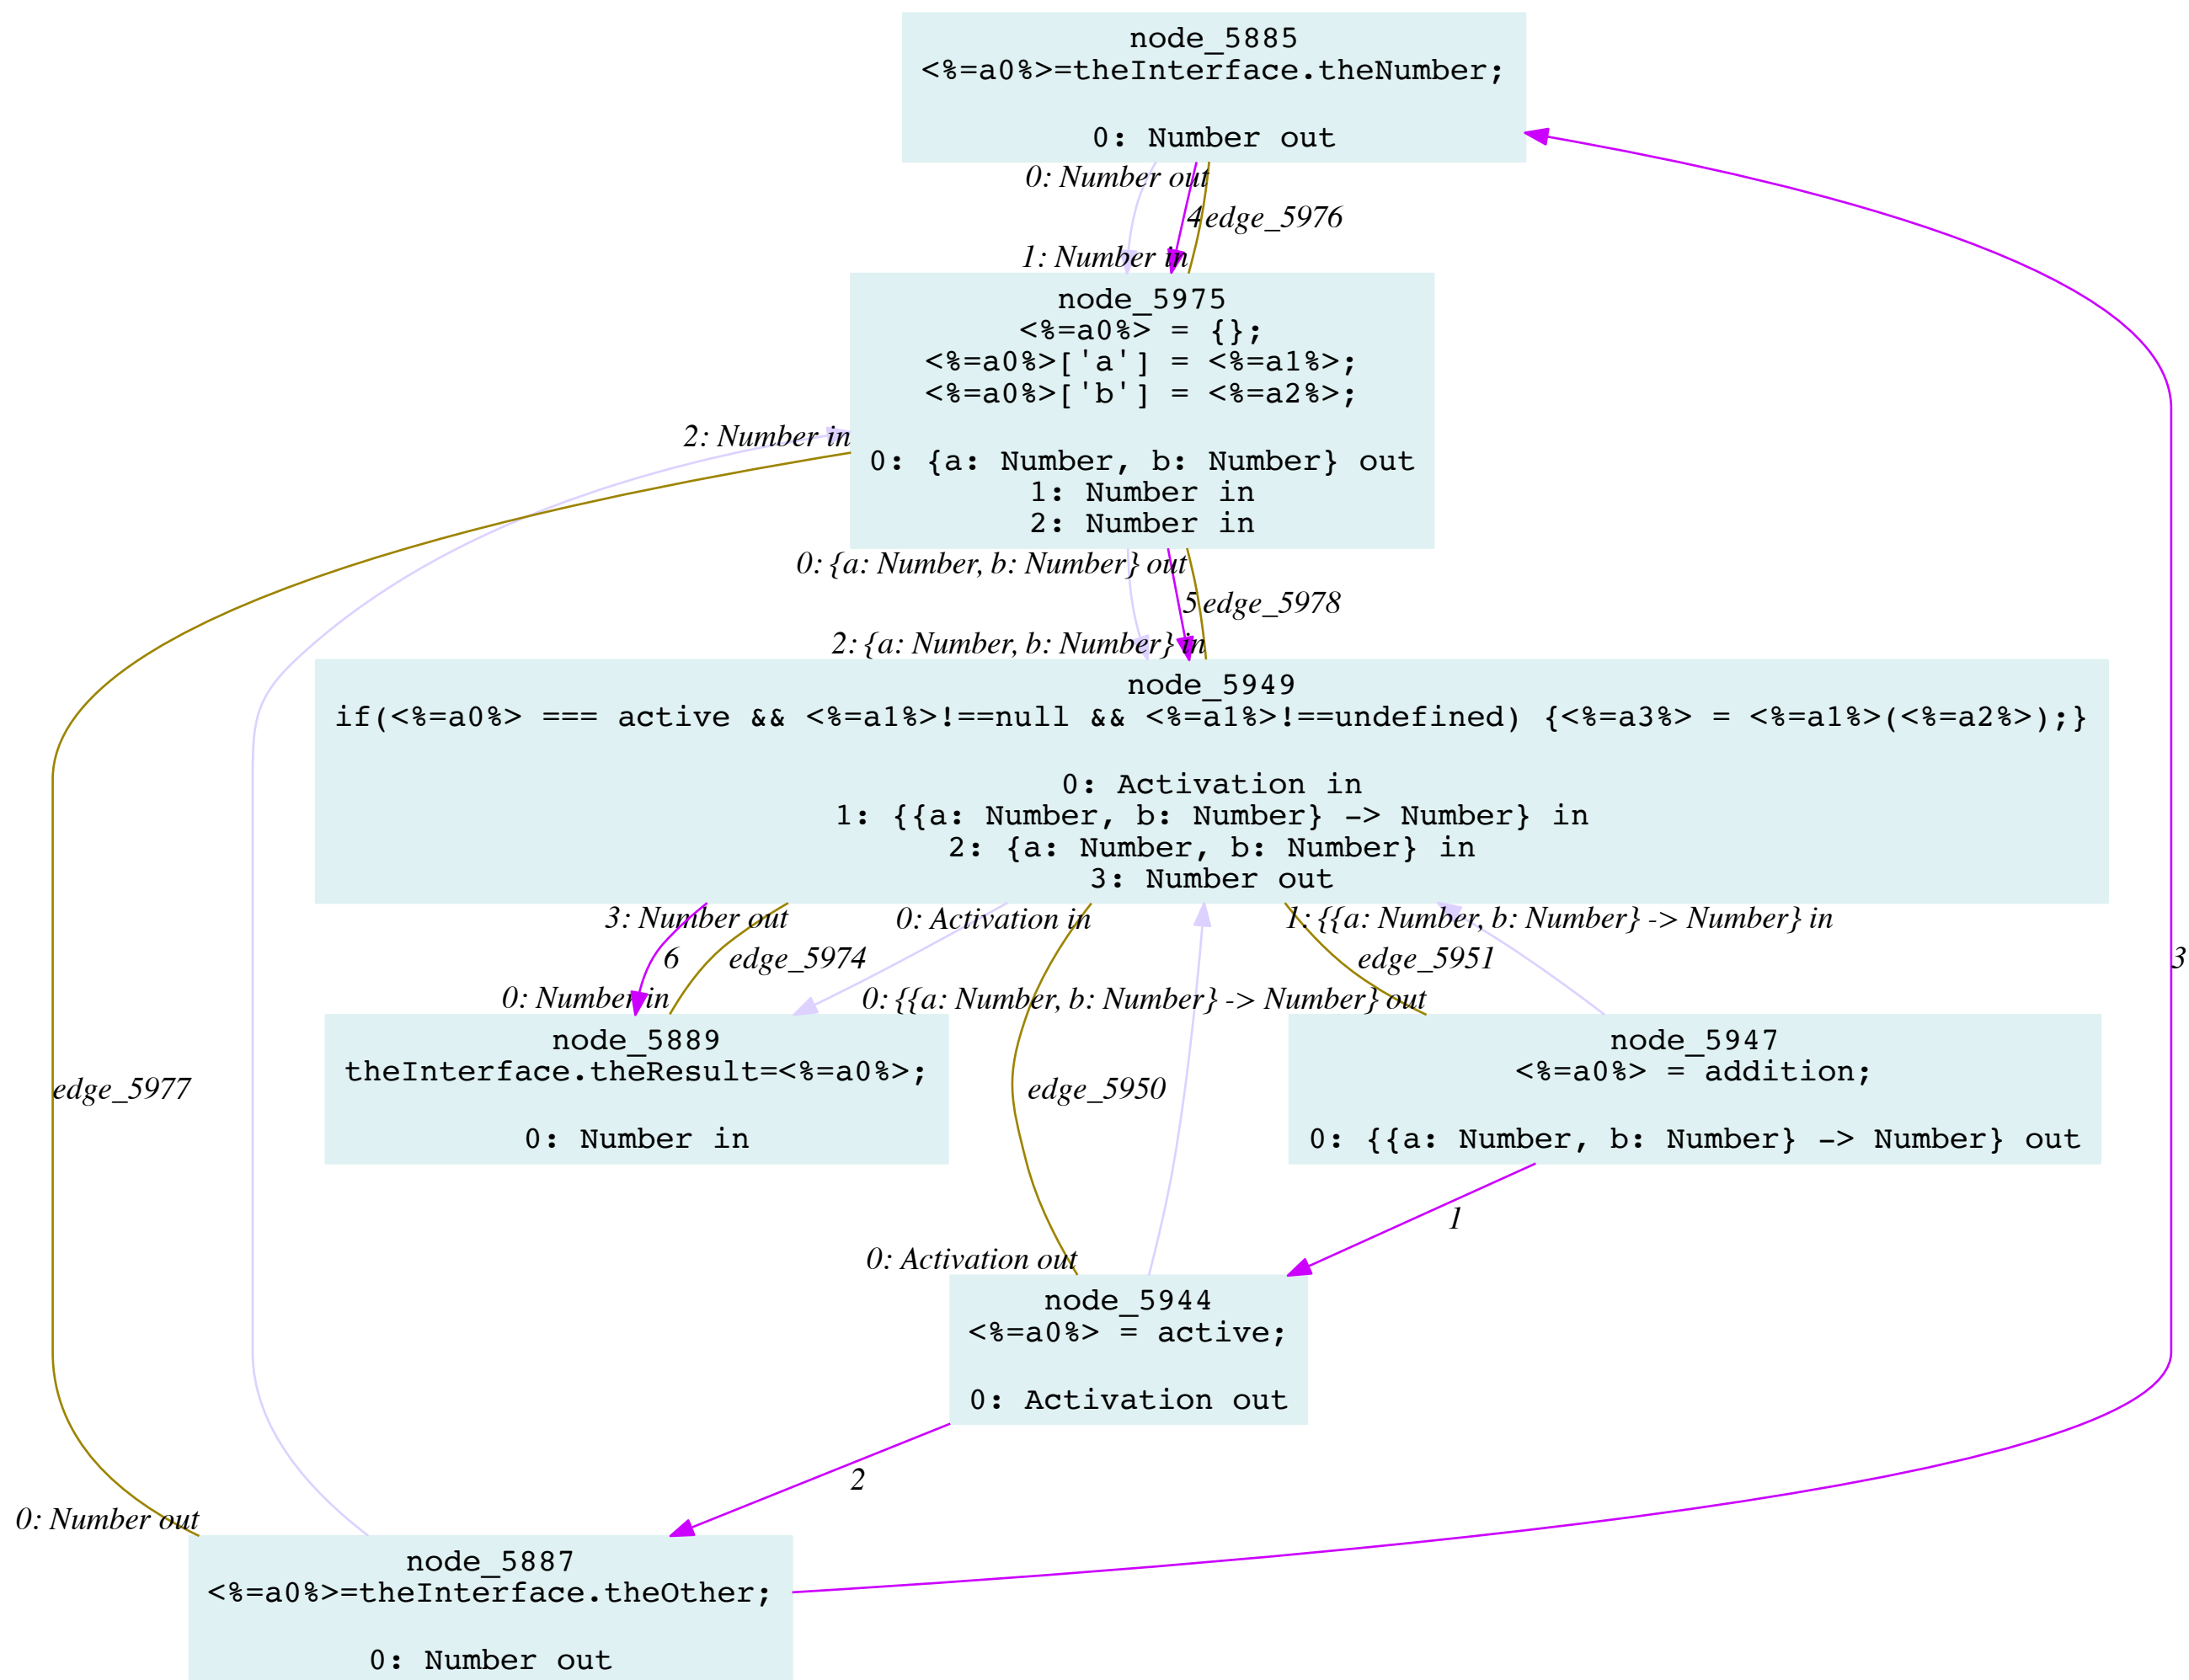 node_5885
<%=a0%>=theInterface.theNumber;
0: Number out
0: Number out
4
edge_5976
1: Number in
node_5975
<%=a0%> = {};
<%=a0%>['a'] = <%=a1%>;
<%=a0%>['b'] = <%=a2%>;
2: Number in
0: {a: Number, b: Number} out
1: Number in
2: Number in
0: {a: Number, b: Number} out
5
edge_5978
2: {a: Number, b: Number} in
node_5949
if(<%=a0%> === active && <%=a1%>!==null && <%=a1%>!==undefined) {<%=a3%> = <%=a1%>(<%=a2%>);}
0: Activation in
1: {{a: Number, b: Number} -> Number} in
2: {a: Number, b: Number} in
3: Number out
3: Number out
0: Activation in
1: {{a: Number, b: Number} -> Number} in
6
edge_5974
edge_5951
3
0: Number in
0: {{a: Number, b: Number} -> Number} out
node_5889
theInterface.theResult=<%=a0%>;
0: Number in
node_5947
<%=a0%> = addition;
0: {{a: Number, b: Number} -> Number} out
edge_5977
edge_5950
1
0: Activation out
node_5944
<%=a0%> = active;
0: Activation out
2
0: Number out
node_5887
<%=a0%>=theInterface.theOther;
0: Number out